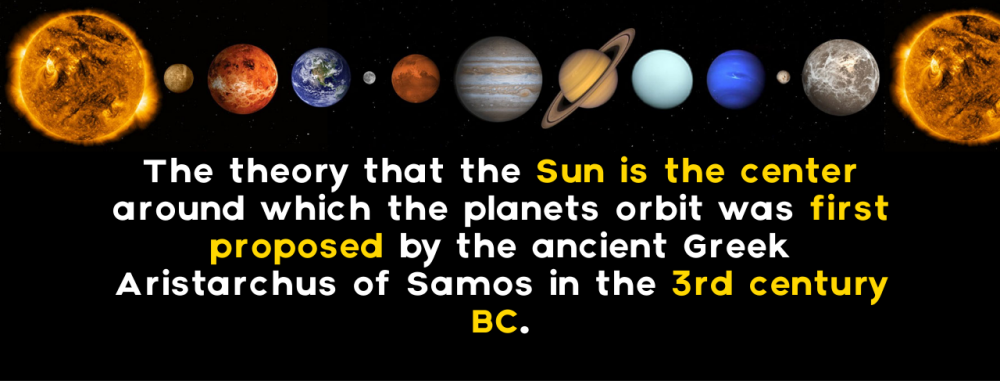 The theory that the Sun is the center
around which the planets orbit was first
proposed by the ancient Greek
Aristarchus of Samos in the 3rd century
BC.